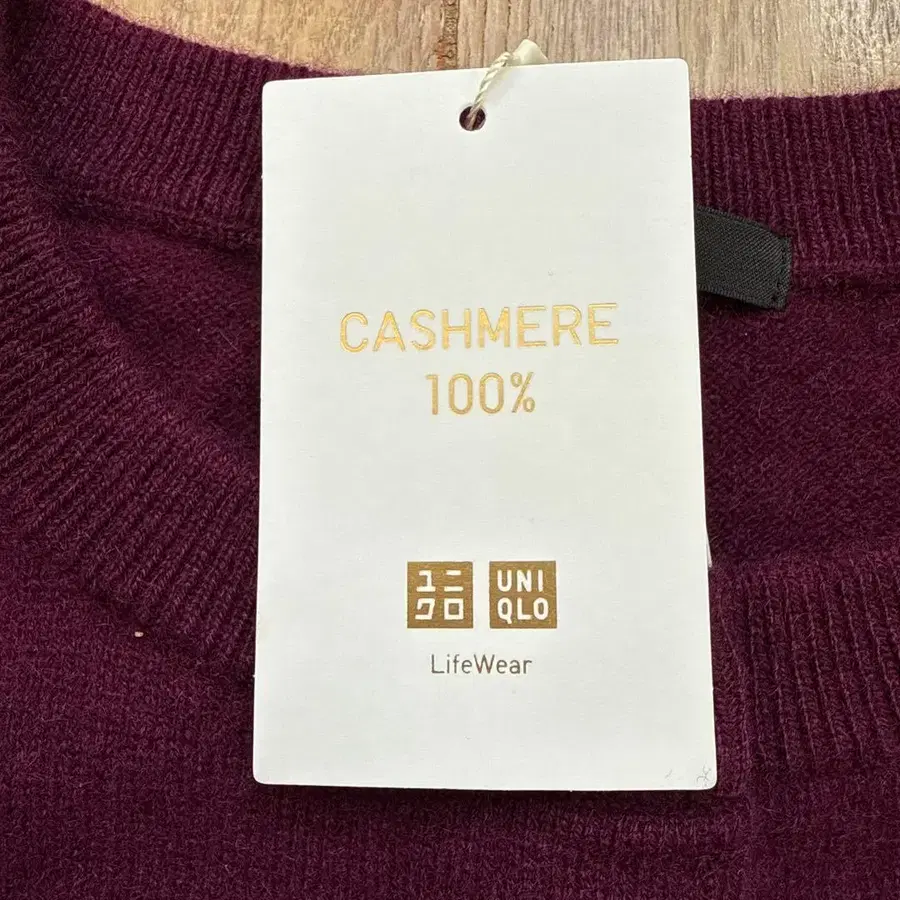 CASHMERE
100%
ユニ UNI
クロ QLO
LifeWear